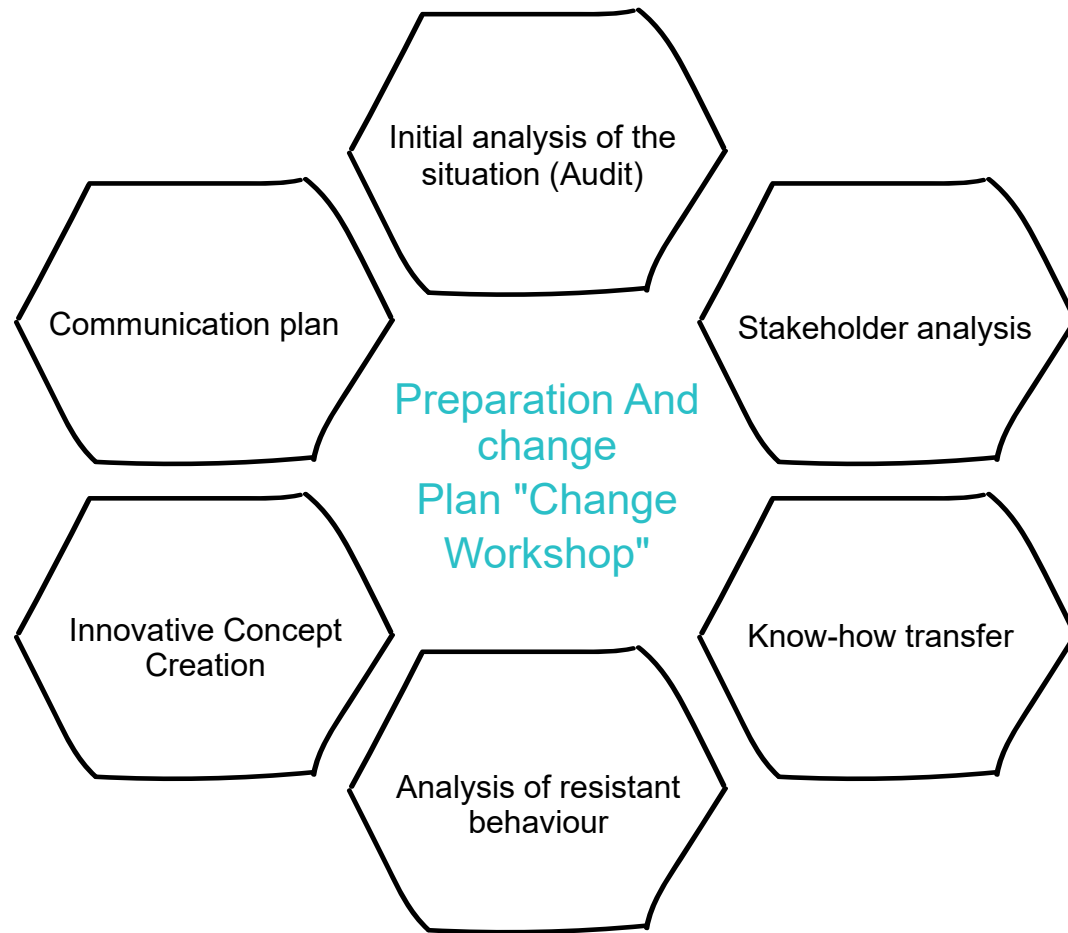 Initial analysis of the
situation (Audit)
Communication plan
Stakeholder analysis
Preparation And
change
Plan "Change
Workshop"
Innovative Concept
Creation
Know-how transfer
Analysis of resistant
behaviour